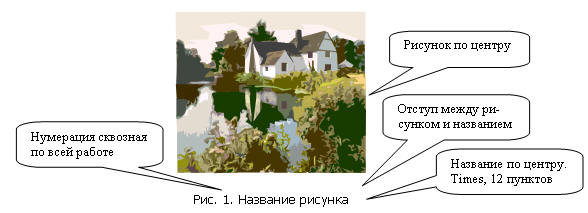 Рисунок по центру
Отступ между ри-
сунком и названием
Нумерация сквозная
по всей работе
Название по центру.
Times, 12 пунктов
Рис. 1. Название рисунка